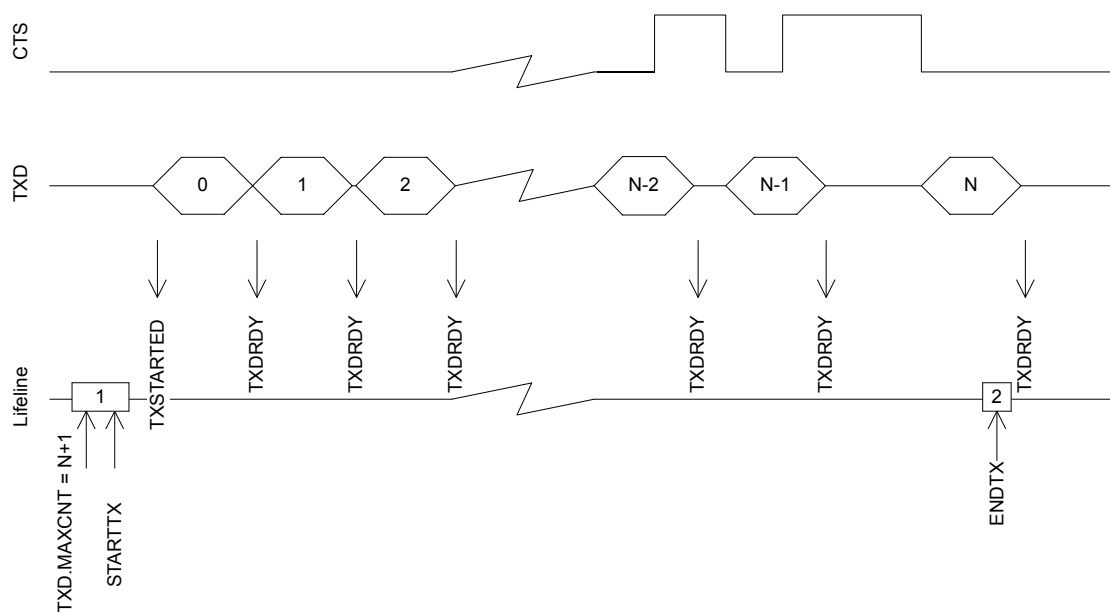 CTS
TXD
0
1
2
N-2
N-1
N
TXSTARTED
TXDRDY
TXDRDY
TXDRDY
TXDRDY
TXDRDY
TXDRDY
Lifeline
1
2
TXD.MAXCNT = N+1
STARTTX
ENDTX